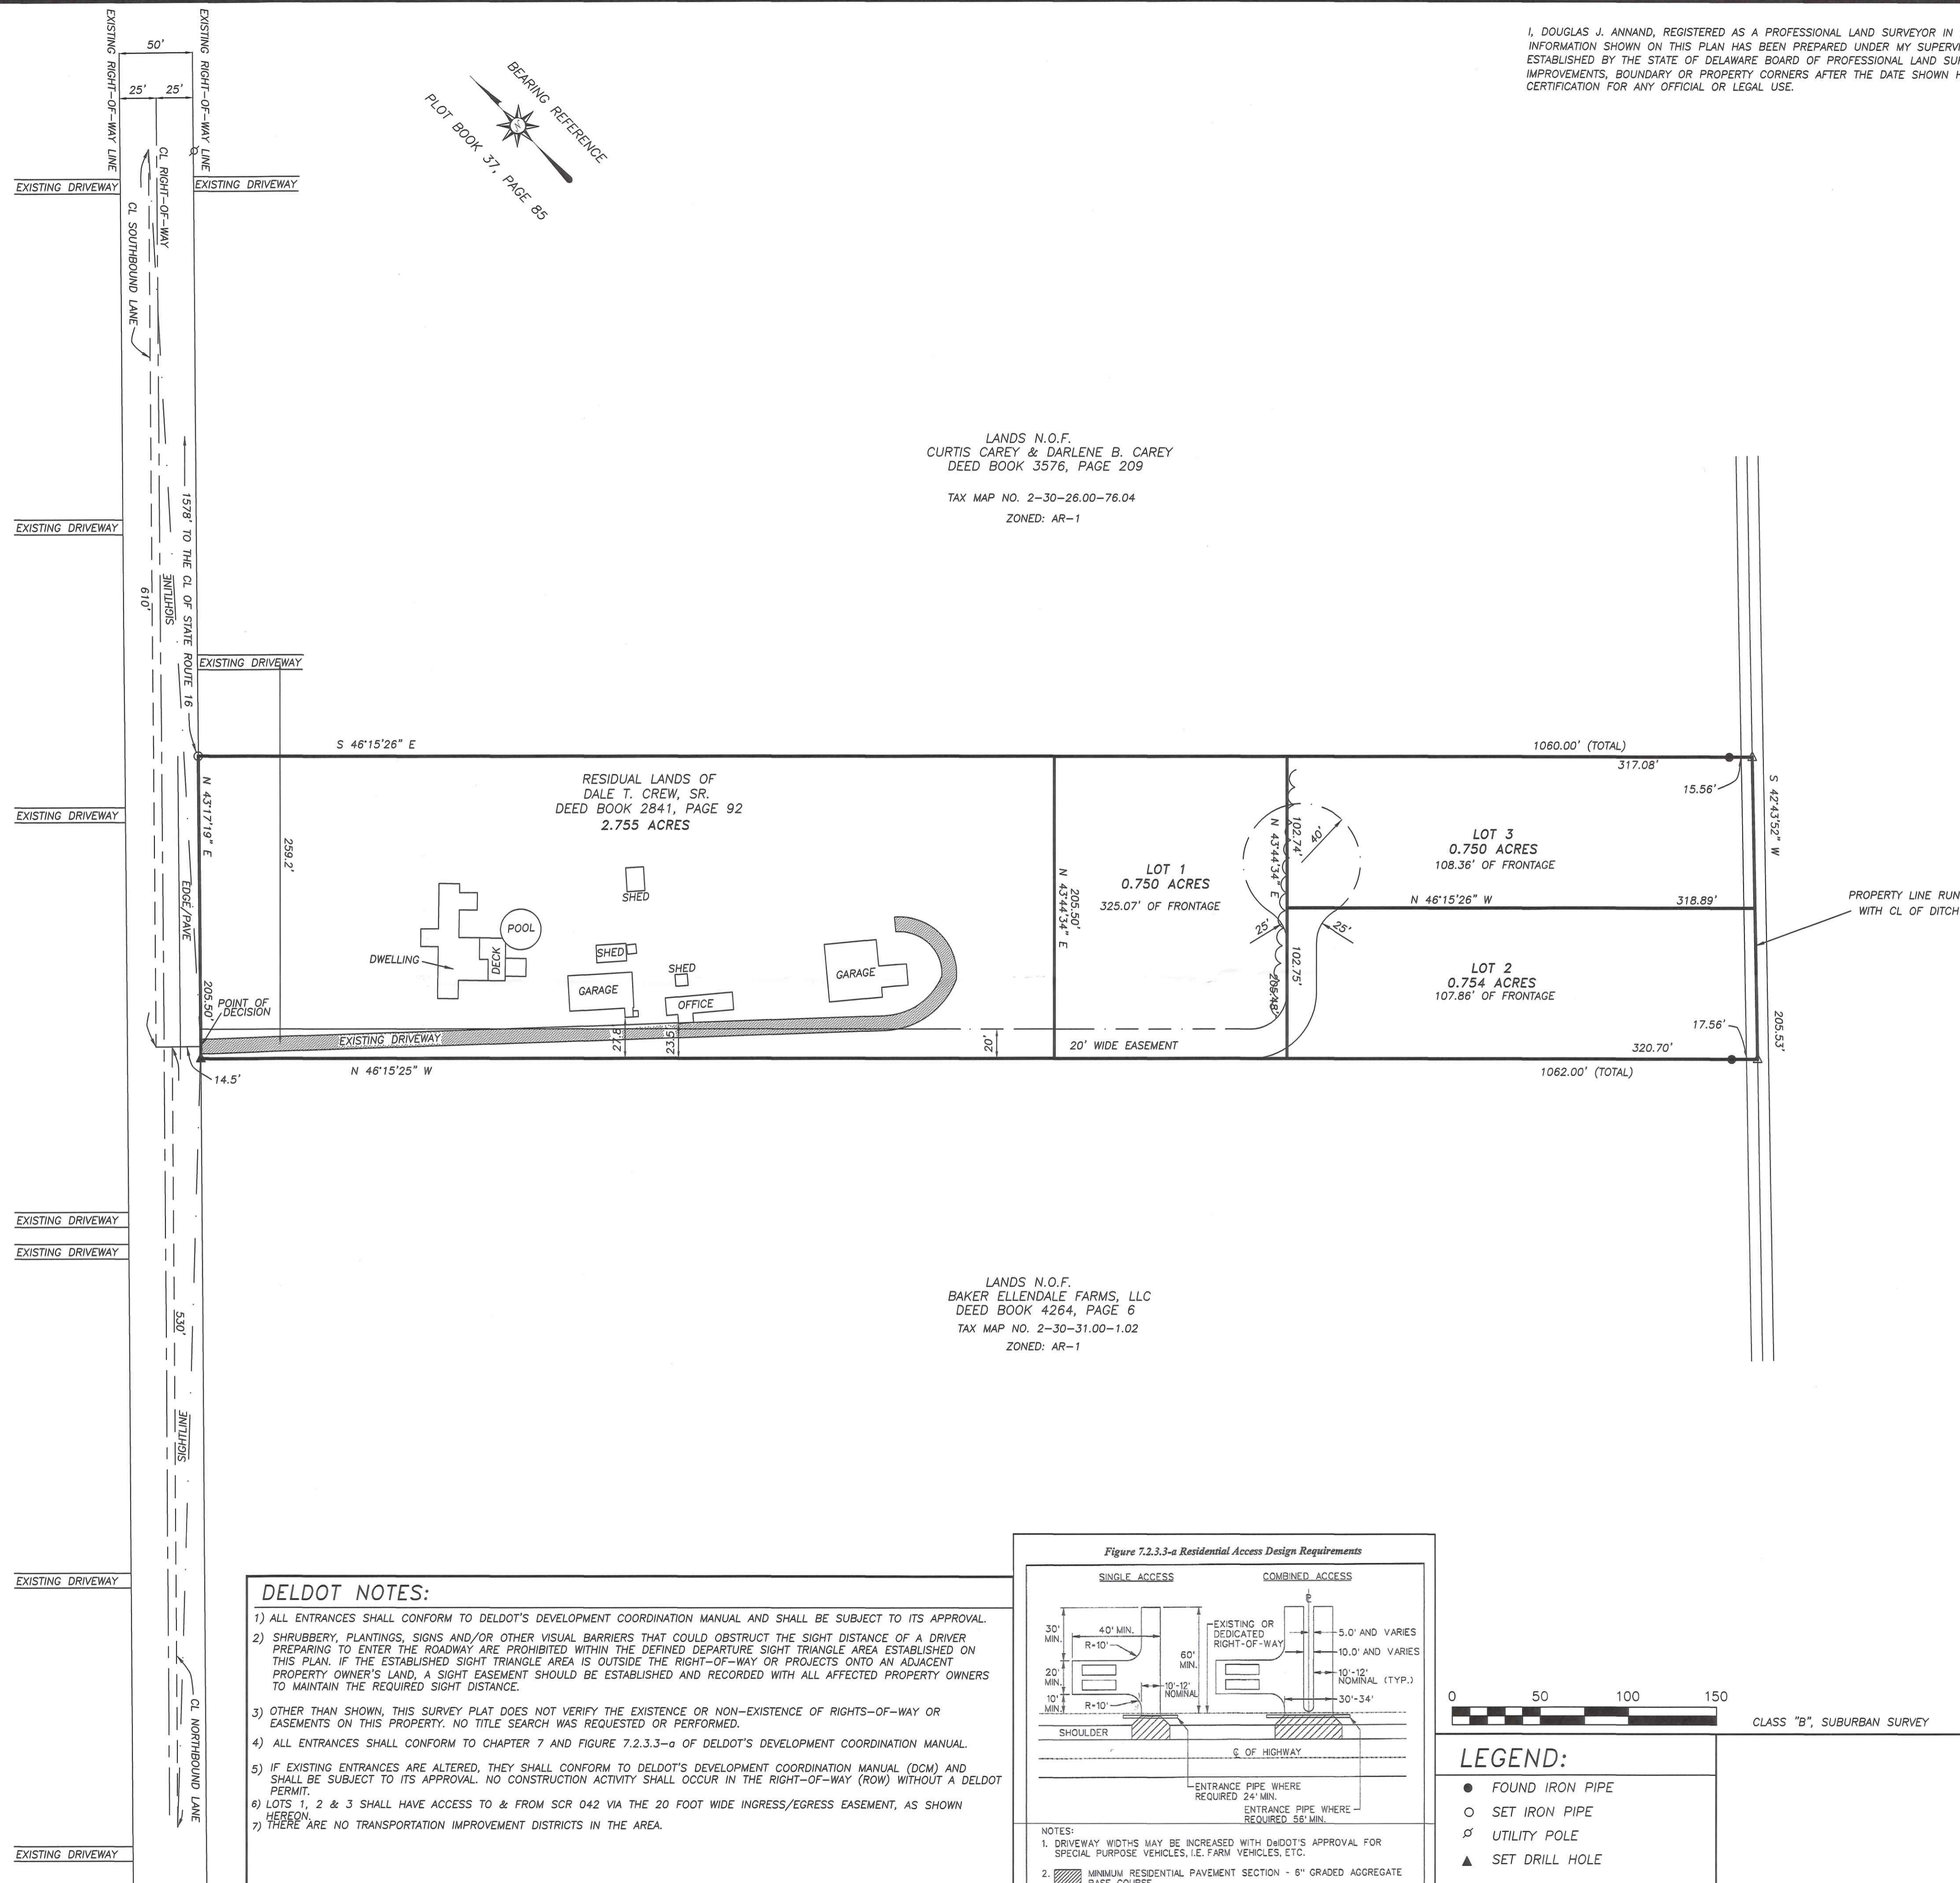 I, DOUGLAS J. ANNAND, REGISTERED AS A PROFESSIONAL LAND SURVEYOR IN
INFORMATION SHOWN ON THIS PLAN HAS BEEN PREPARED UNDER MY
ESTABLISHED BY THE STATE OF DELAWARE BOARD OF PROFESSIONAL LAND
IMPROVEMENTS, BOUNDARY OR PROPERTY CORNERS AFTER THE DATE SHOWN
CERTIFICATION FOR ANY OFFICIAL OR LEGAL USE.
EXISTING RIGHT-OF-WAY LINE
EXISTING RIGHT-OF-WAY LINE
50'
25'
25'
BEARING REFERENCE
PLOT BOOK 37, PAGE 85
CL RIGHT-OF-WAY
CL SOUTHBOUND LANE
EXISTING DRIVEWAY
EXISTING DRIVEWAY
EXISTING DRIVEWAY
1578' TO THE CL OF STATE ROUTE 16
SIGHTLINE
610'
EXISTING DRIVEWAY
LANDS N.O.F.
CURTIS CAREY & DARLENE B. CAREY
DEED BOOK 3576, PAGE 209
TAX MAP NO. 2-30-26.00-76.04
ZONED: AR-1
S 46°15'26" E
1060.00' (TOTAL)
317.08'
15.56'
S 42°43'52" W
EXISTING DRIVEWAY
N 43°17'19" E
259.2'
RESIDUAL LANDS OF
DALE T. CREW, SR.
DEED BOOK 2841, PAGE 92
2.755 ACRES
SHED
POOL
DECK
DWELLING
SHED
SHED
GARAGE
OFFICE
GARAGE
EDGE/PAVE
205.50'
POINT OF
DECISION
EXISTING DRIVEWAY
27.8
23.5
20'
20' WIDE EASEMENT
14.5'
N 46°15'25" W
205.50'
N 43°44'34" E
LOT 1
0.750 ACRES
325.07' OF FRONTAGE
N 43°44'34" E
102.74'
40'
25'
25'
102.75'
205.48'
LOT 3
0.750 ACRES
108.36' OF FRONTAGE
N 46°15'26" W
318.89'
LOT 2
0.754 ACRES
107.86' OF FRONTAGE
17.56'
320.70'
205.53'
1062.00' (TOTAL)
PROPERTY LINE RUN
WITH CL OF DITCH
LANDS N.O.F.
BAKER ELLENDALE FARMS, LLC
DEED BOOK 4264, PAGE 6
TAX MAP NO. 2-30-31.00-1.02
ZONED: AR-1
EXISTING DRIVEWAY
EXISTING DRIVEWAY
530'
SIGHTLINE
EXISTING DRIVEWAY
CL NORTHBOUND LANE
EXISTING DRIVEWAY
DELDOT NOTES:
1) ALL ENTRANCES SHALL CONFORM TO DELDOT'S DEVELOPMENT COORDINATION MANUAL AND SHALL BE SUBJECT TO ITS APPROVAL.
2) SHRUBBERY, PLANTINGS, SIGNS AND/OR OTHER VISUAL BARRIERS THAT COULD OBSTRUCT THE SIGHT DISTANCE OF A DRIVER
PREPARING TO ENTER THE ROADWAY ARE PROHIBITED WITHIN THE DEFINED DEPARTURE SIGHT TRIANGLE AREA ESTABLISHED ON
THIS PLAN. IF THE ESTABLISHED SIGHT TRIANGLE AREA IS OUTSIDE THE RIGHT-OF-WAY OR PROJECTS ONTO AN ADJACENT
PROPERTY OWNER'S LAND, A SIGHT EASEMENT SHOULD BE ESTABLISHED AND RECORDED WITH ALL AFFECTED PROPERTY OWNERS
TO MAINTAIN THE REQUIRED SIGHT DISTANCE.
3) OTHER THAN SHOWN, THIS SURVEY PLAT DOES NOT VERIFY THE EXISTENCE OR NON-EXISTENCE OF RIGHTS-OF-WAY OR
EASEMENTS ON THIS PROPERTY. NO TITLE SEARCH WAS REQUESTED OR PERFORMED.
4) ALL ENTRANCES SHALL CONFORM TO CHAPTER 7 AND FIGURE 7.2.3.3-a OF DELDOT'S DEVELOPMENT COORDINATION MANUAL.
5) IF EXISTING ENTRANCES ARE ALTERED, THEY SHALL CONFORM TO DELDOT'S DEVELOPMENT COORDINATION MANUAL (DCM) AND
SHALL BE SUBJECT TO ITS APPROVAL. NO CONSTRUCTION ACTIVITY SHALL OCCUR IN THE RIGHT-OF-WAY (ROW) WITHOUT A DELDOT
PERMIT.
6) LOTS 1, 2 & 3 SHALL HAVE ACCESS TO & FROM SCR 042 VIA THE 20 FOOT WIDE INGRESS/EGRESS EASEMENT, AS SHOWN
HEREON.
7) THERE ARE NO TRANSPORTATION IMPROVEMENT DISTRICTS IN THE AREA.
Figure 7.2.3.3-a Residential Access Design Requirements
SINGLE ACCESS
COMBINED ACCESS
30'
MIN.
40' MIN.
R=10'
20'
MIN.
10'
MIN.
R=10'
10'-12'
NOMINAL
60'
MIN.
EXISTING OR
DEDICATED
RIGHT-OF-WAY
5.0' AND VARIES
10.0' AND VARIES
10'-12'
NOMINAL (TYP.)
30'-34'
SHOULDER
℄ OF HIGHWAY
ENTRANCE PIPE WHERE
REQUIRED 24' MIN.
ENTRANCE PIPE WHERE
REQUIRED 56' MIN.
NOTES:
1. DRIVEWAY WIDTHS MAY BE INCREASED WITH DelDOT'S APPROVAL FOR
SPECIAL PURPOSE VEHICLES, I.E. FARM VEHICLES, ETC.
2. MINIMUM RESIDENTIAL PAVEMENT SECTION - 6" GRADED AGGREGATE
BASE COURSE
0 50 100 150
CLASS "B", SUBURBAN SURVEY
LEGEND:
FOUND IRON PIPE
SET IRON PIPE
UTILITY POLE
SET DRILL HOLE